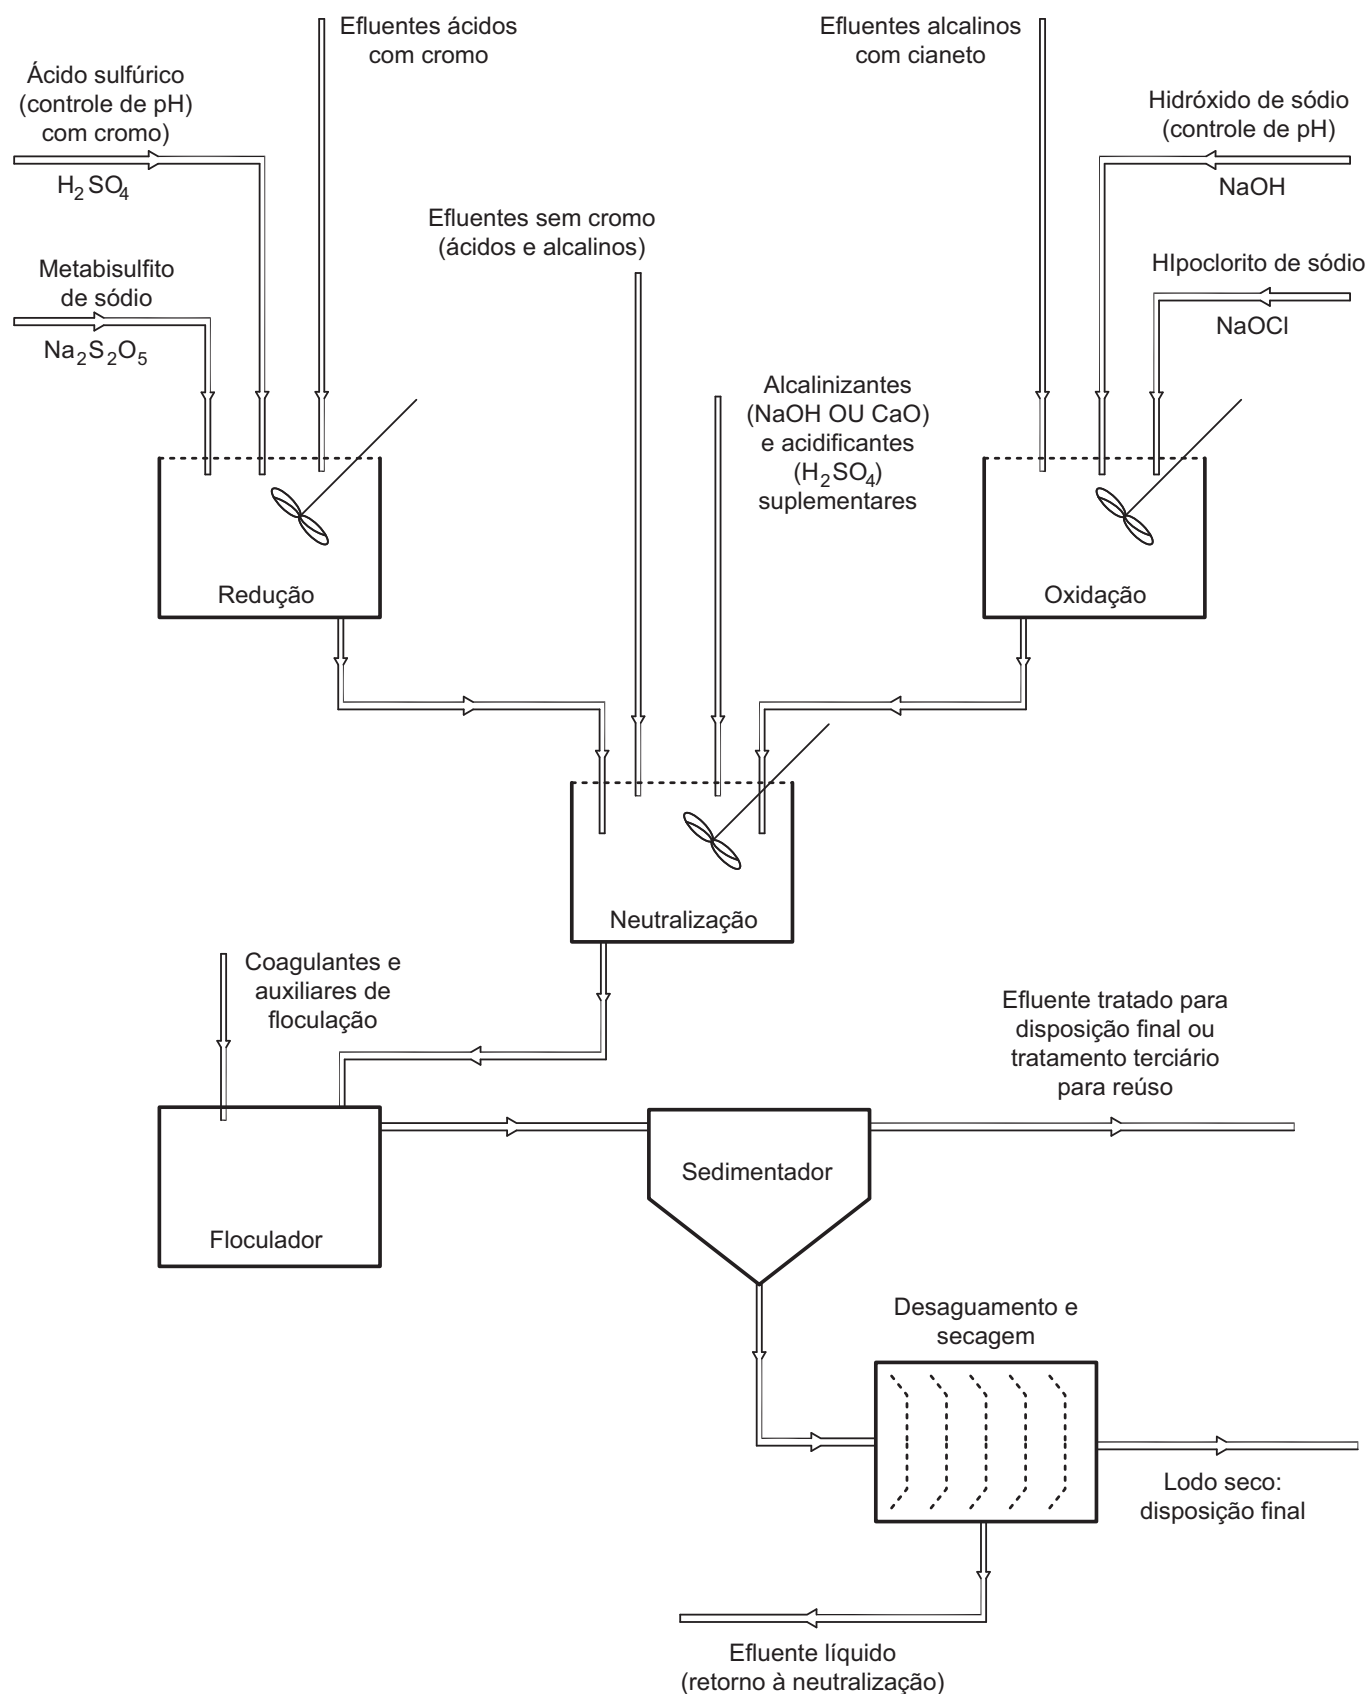 Efluentes ácidos
com cromo
Efluentes alcalinos
com cianeto
Ácido sulfúrico
(controle de pH)
com cromo)
H₂SO₄
Hidróxido de sódio
(controle de pH)
NaOH
Efluentes sem cromo
(ácidos e alcalinos)
Metabisulfito
de sódio
Na₂S₂O₅
HIpoclorito de sódio
NaOCl
Alcalinizantes
(NaOH OU CaO)
e acidificantes
(H₂SO₄)
suplementares
Redução
Oxidação
Neutralização
Coagulantes e
auxiliares de
floculação
Efluente tratado para
disposição final ou
tratamento terciário
para reúso
Sedimentador
Floculador
Desaguamento e
secagem
Lodo seco:
disposição final
Efluente líquido
(retorno à neutralização)